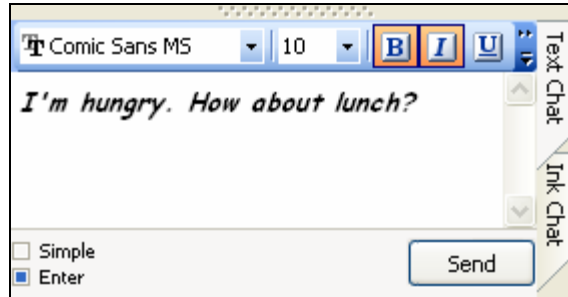 Comic Sans MS 10 B I U
I'm hungry. How about lunch?
Simple
Enter
Send
Text Chat
Ink Chat